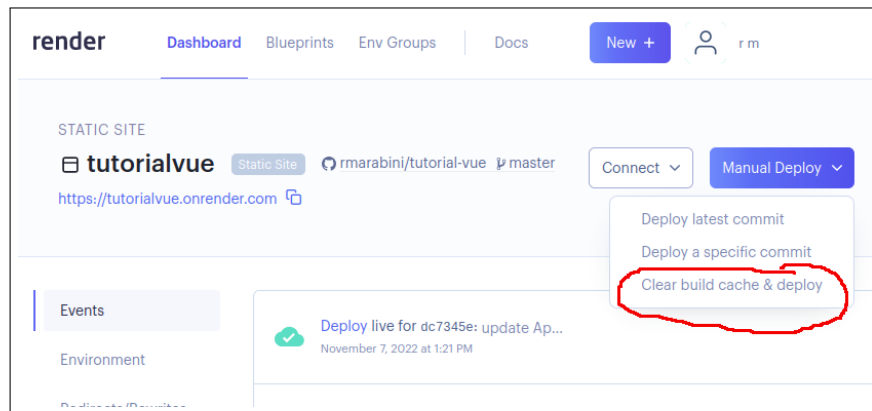 render Dashboard Blueprints Env Groups Docs New + r m
STATIC SITE
tutorialvue Static Site rmarabini/tutorial-vue master
https://tutorialvue.onrender.com
Connect Manual Deploy
Deploy latest commit
Deploy a specific commit
Clear build cache & deploy
Events
Environment
Redirects/Rewrites
Deploy live for dc7345e: update Ap...
November 7, 2022 at 1:21 PM